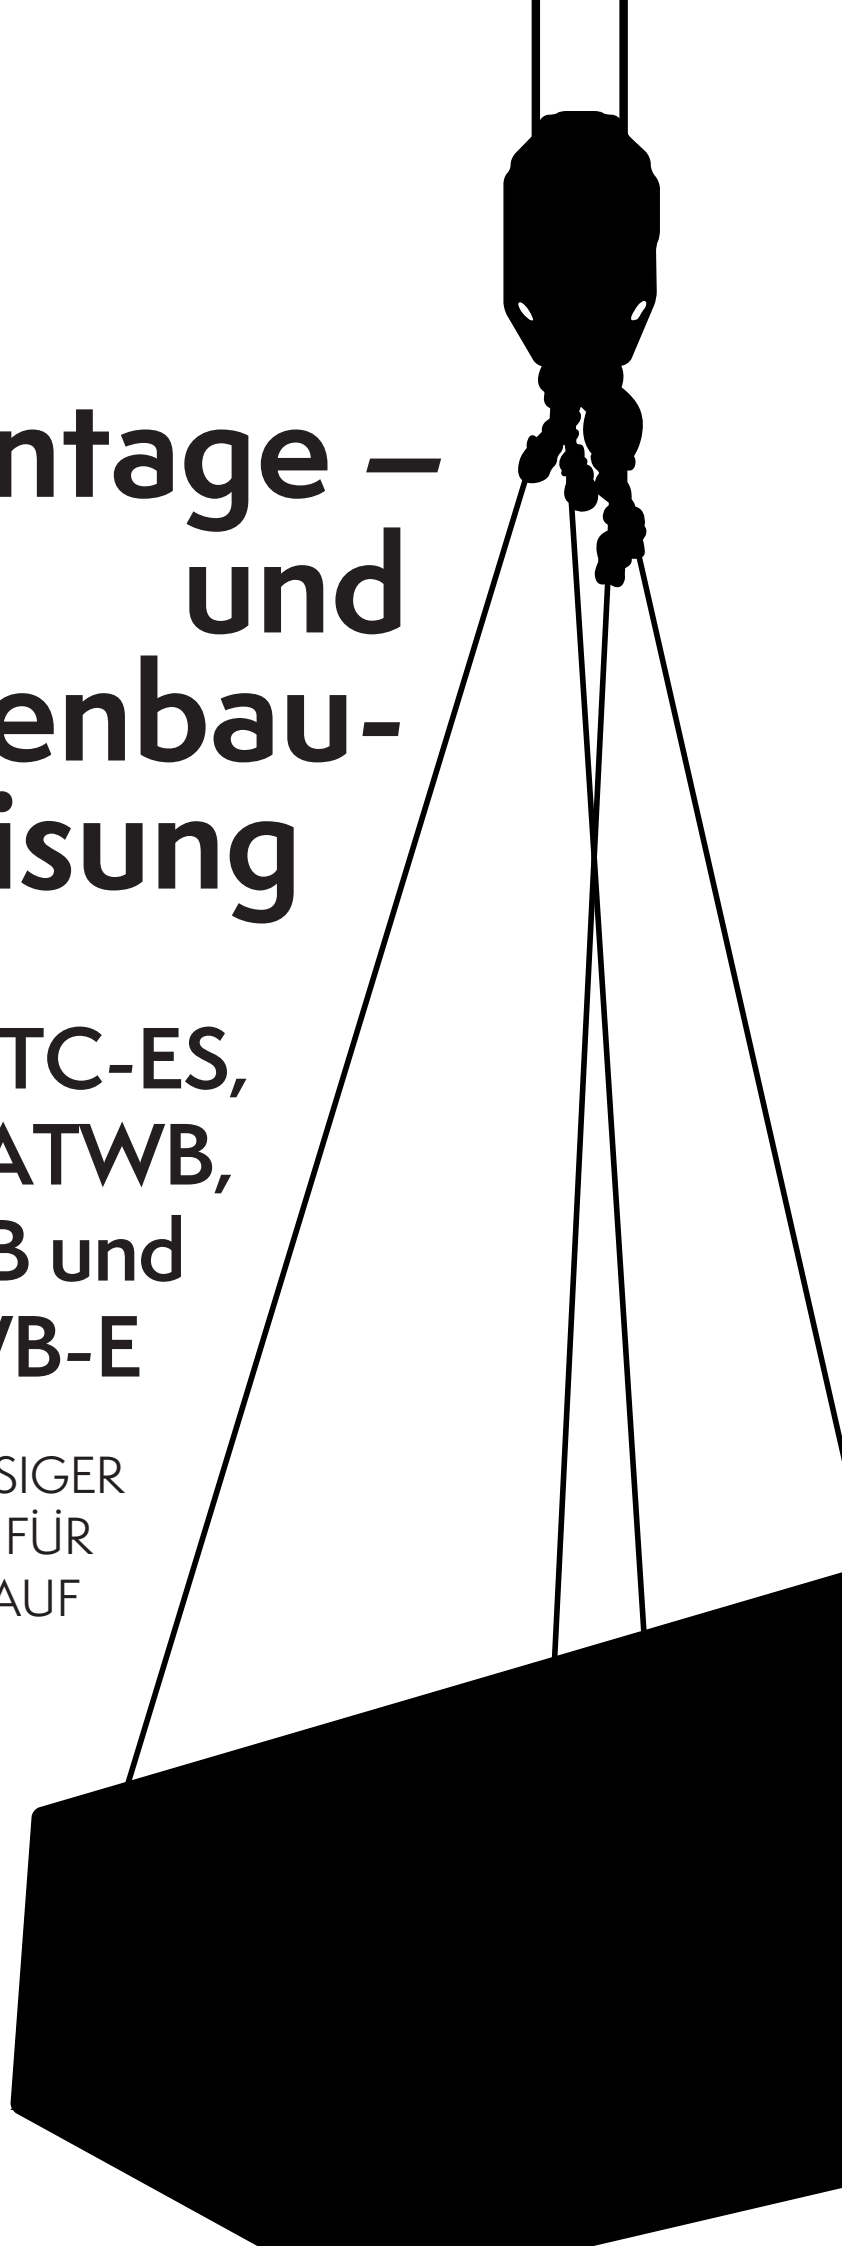 ntage –
und
enbau-
isung
TC-ES,
ATWB,
B und
VB-E
SIGER
FÜR
AUF